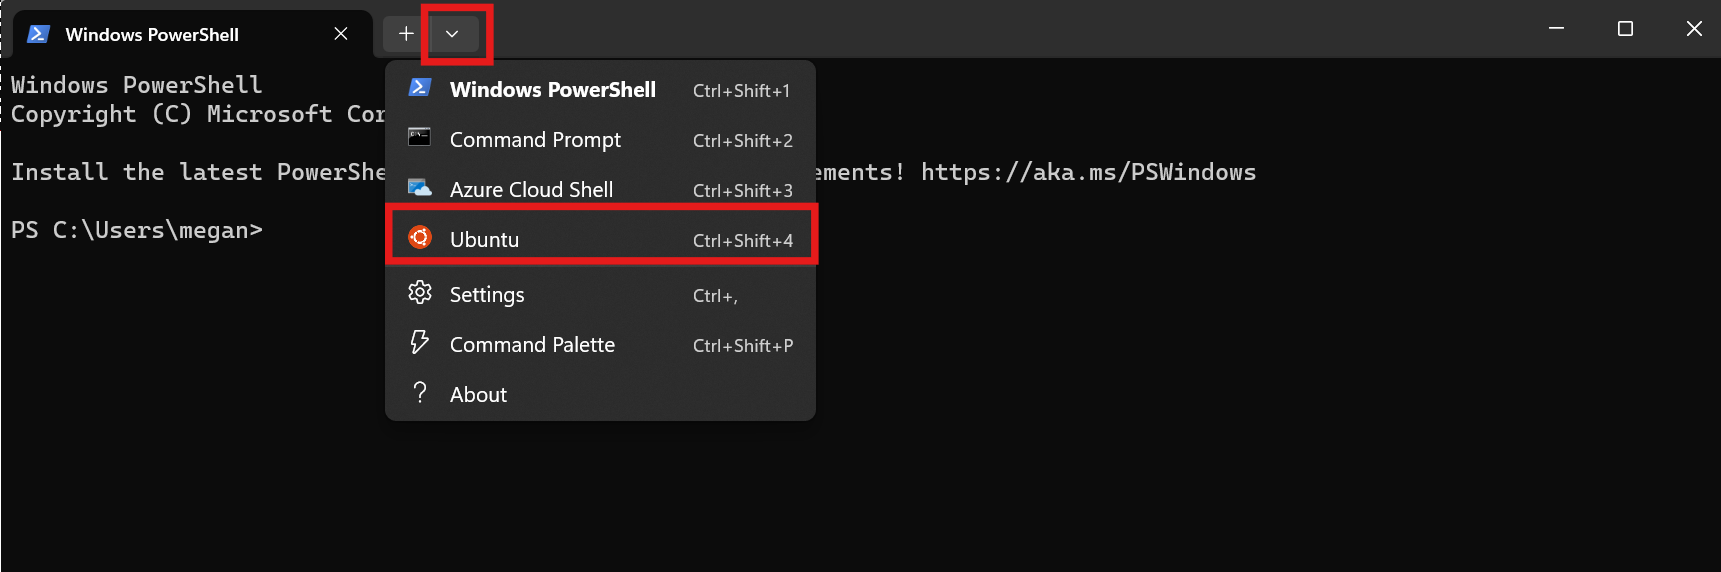 Windows PowerShell
Windows PowerShell
Copyright (C) Microsoft Cor
Install the latest PowerShe
ements! https://aka.ms/PSWindows
PS C:\Users\megan>
Windows PowerShell Ctrl+Shift+1
Command Prompt Ctrl+Shift+2
Azure Cloud Shell Ctrl+Shift+3
Ubuntu Ctrl+Shift+4
Settings Ctrl+,
Command Palette Ctrl+Shift+P
? About